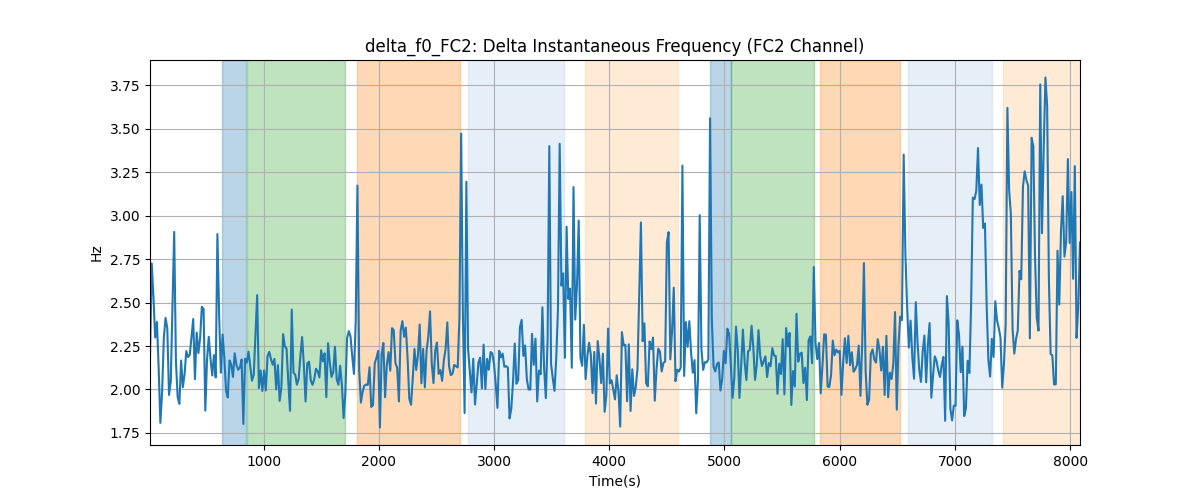 delta_f0_FC2: Delta Instantaneous Frequency (FC2 Channel)
3.75
3.50
3.25
3.00
2.75
2.50
2.25
2.00
1.75
Hz
1000 2000 3000 4000 5000 6000 7000 8000
Time(s)